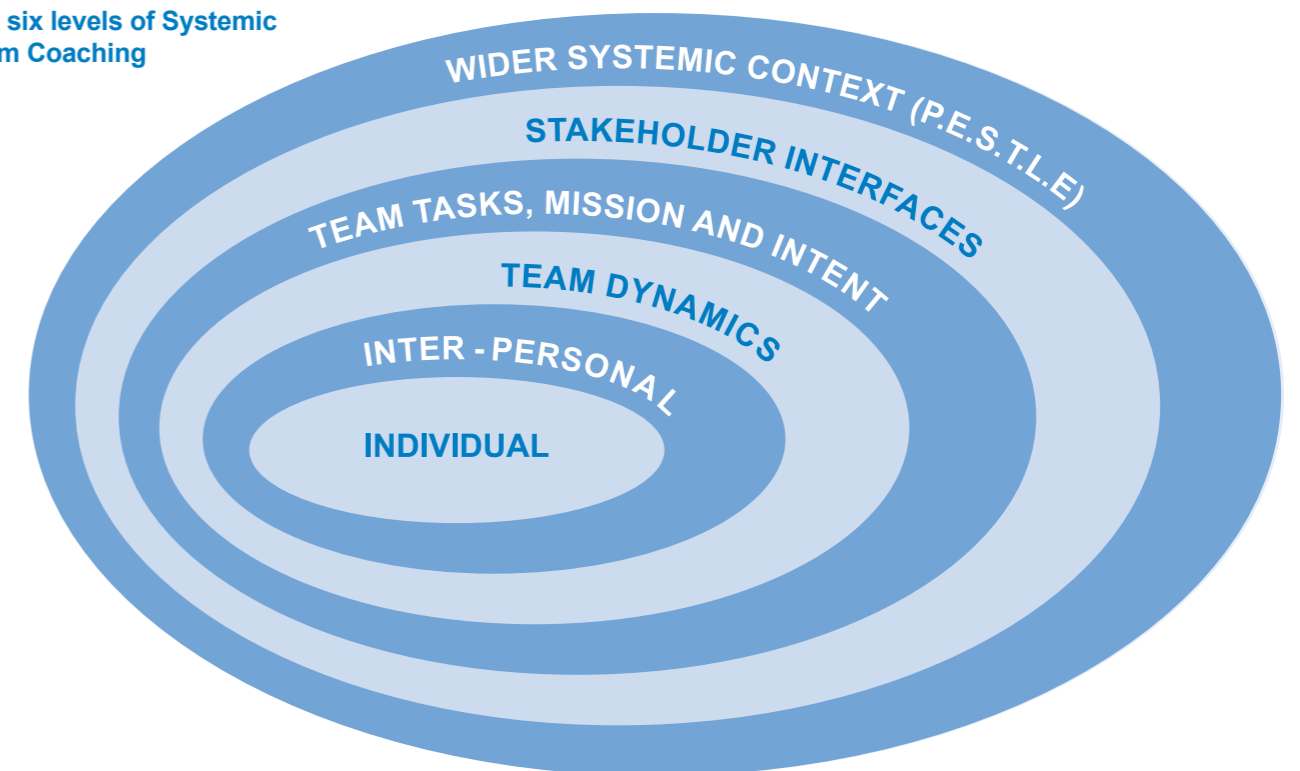 six levels of Systemic
m Coaching
WIDER SYSTEMIC CONTEXT (P.E.S.T.L.E)
STAKEHOLDER INTERFACES
TEAM TASKS, MISSION AND INTENT
TEAM DYNAMICS
INTER - PERSONAL
INDIVIDUAL